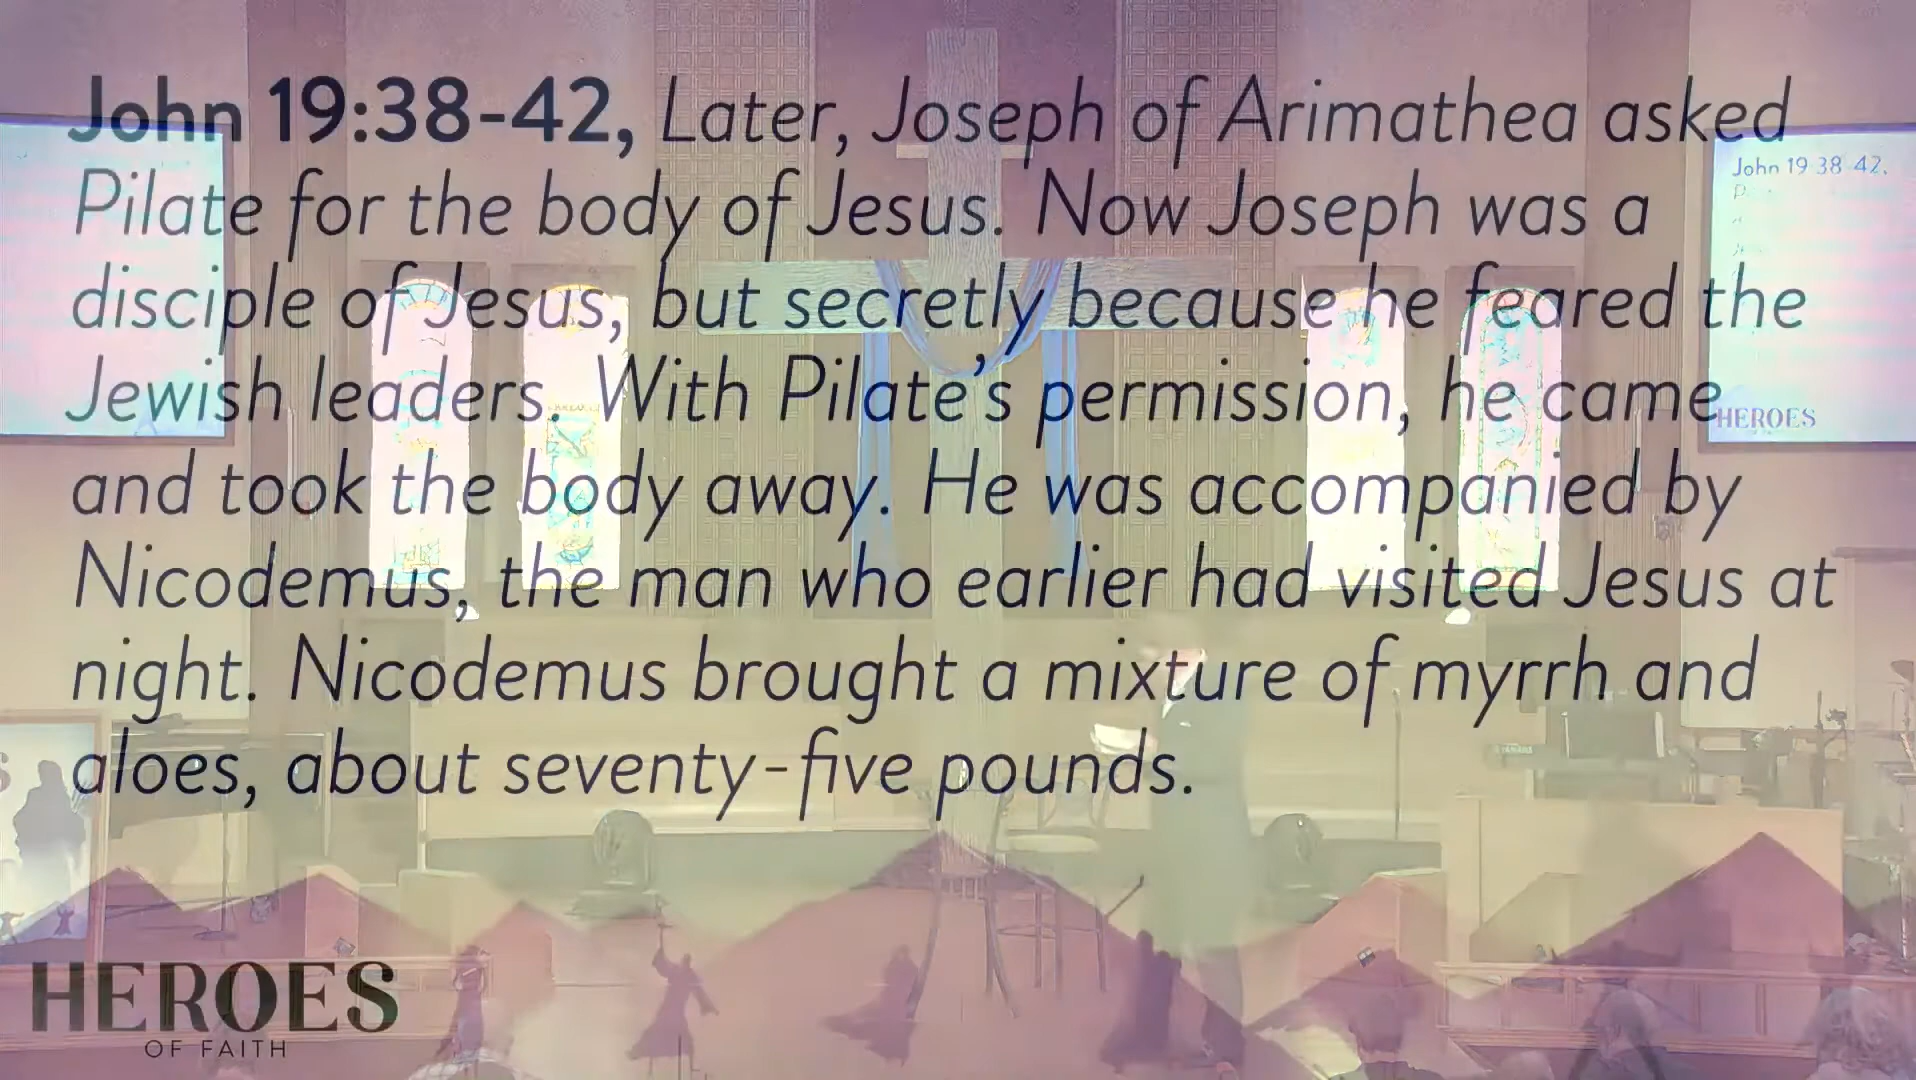 John 19:38-42, Later, Joseph of Arimathea asked
Pilate for the body of Jesus. Now Joseph was a
disciple of Jesus, but secretly because he feared the
Jewish leaders. With Pilate’s permission, he came
and took the body away. He was accompanied by
Nicodemus, the man who earlier had visited Jesus at
night. Nicodemus brought a mixture of myrrh and
aloes, about seventy-five pounds.
John 19 38-42,
HEROES
YAMAHA
HEROES
OF FAITH